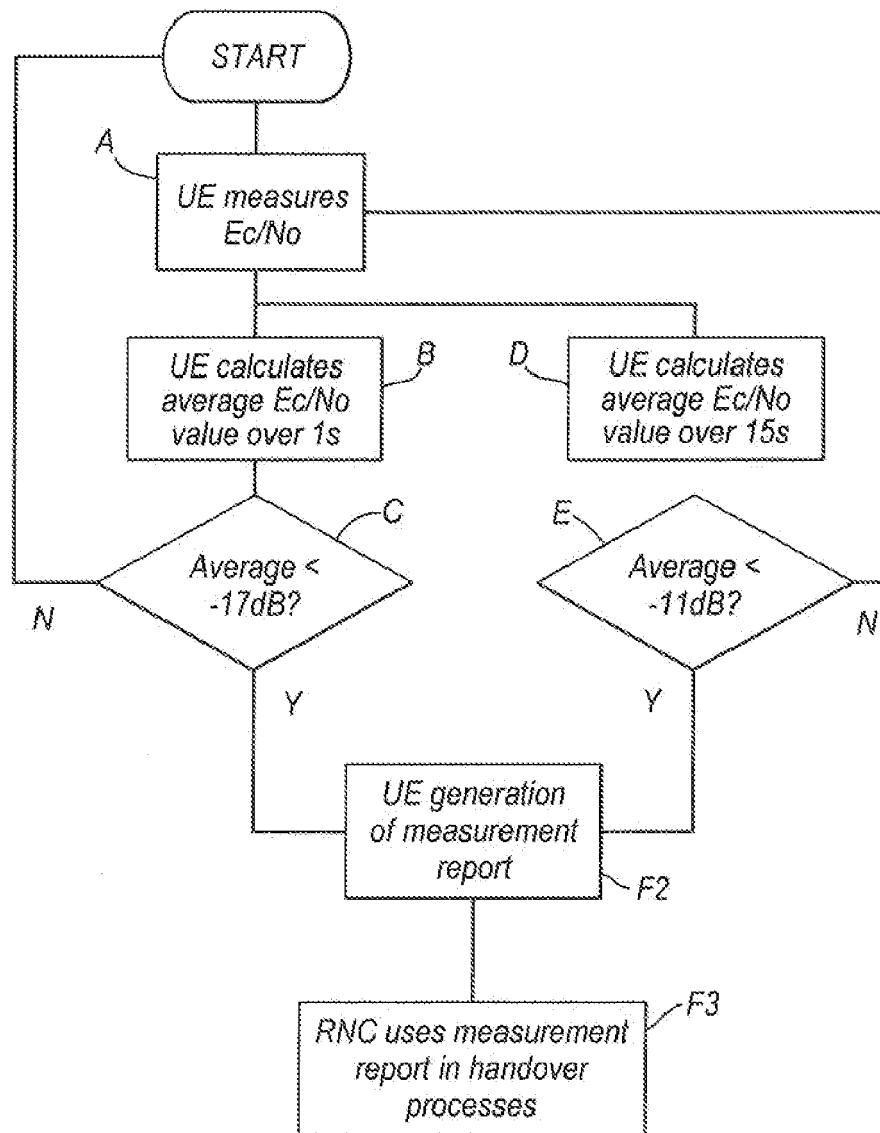 START
A
UE measures
Ec/No
UE calculates
average Ec/No
value over 1s
B
D
UE calculates
average Ec/No
value over 15s
C
Average <
-17dB?
E
Average <
-11dB?
N
N
Y
Y
UE generation
of measurement
report
F2
F3
RNC uses measurement
report in handover
processes